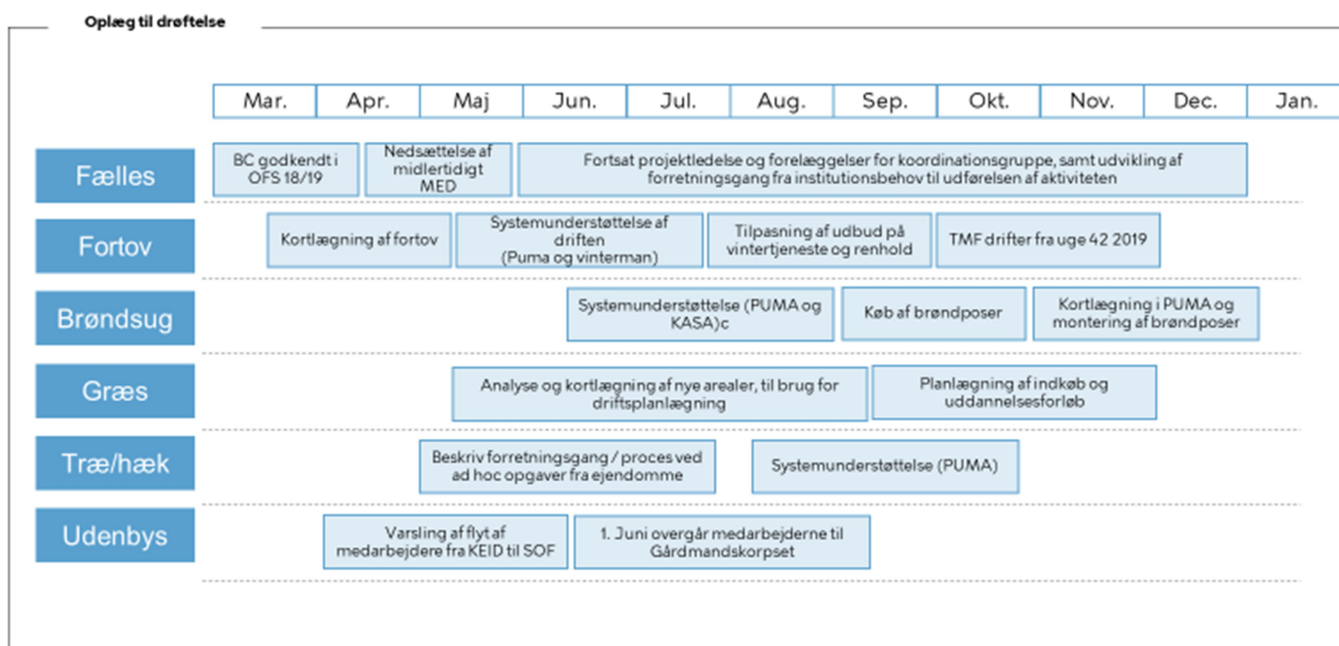 Oplæg til drøftelse
Mar.
Apr.
Maj
Jun.
Jul.
Aug.
Sep.
Okt.
Nov.
Dec.
Jan.
Fælles
BC godkendt i
OFS 18/19
Nedsættelse af
midlertidigt
MED
Fortsat projektledelse og forelæggelser for koordinationsgruppe, samt udvikling af
forretningsgang fra institutionsbehov til udførelsen af aktiviteten
Fortov
Kortlægning af fortov
Systemunderstøttelse af
driften
(Puma og vinterman)
Tilpasning af udbud på
vintertjeneste og renhold
TMF drifter fra uge 42 2019
Brøndsug
Systemunderstøttelse (PUMA og
KASA)c
Køb af brøndposer
Kortlægning i PUMA og
montering af brøndposer
Græs
Analyse og kortlægning af nye arealer, til brug for
driftsplanlægning
Planlægning af indkøb og
uddannelsesforløb
Træ/hæk
Beskriv forretningsgang / proces ved
ad hoc opgaver fra ejendomme
Systemunderstøttelse (PUMA)
Udenbys
Varsling af flyt af
medarbejdere fra KEID til SOF
1. Juni overgår medarbejderne til
Gårdmandskorpset